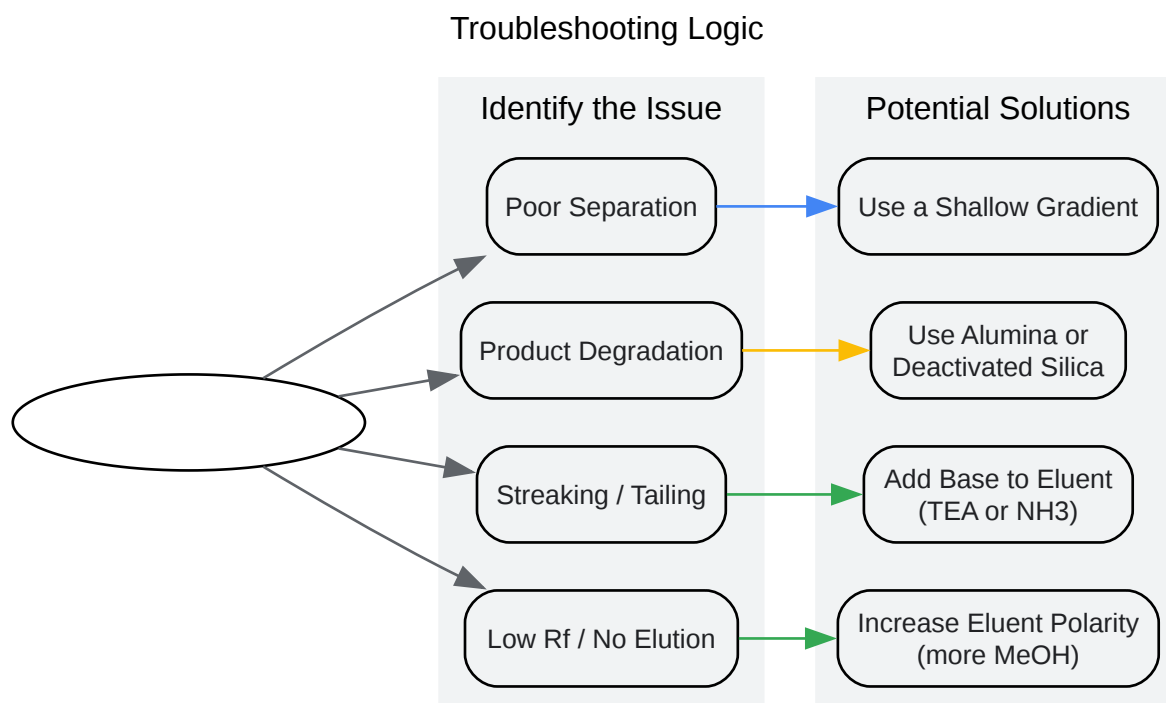 Troubleshooting Logic
Identify the Issue
Potential Solutions
Poor Separation
Use a Shallow Gradient
Product Degradation
Use Alumina or
Deactivated Silica
Streaking / Tailing
Add Base to Eluent
(TEA or NH3)
Low Rf / No Elution
Increase Eluent Polarity
(more MeOH)